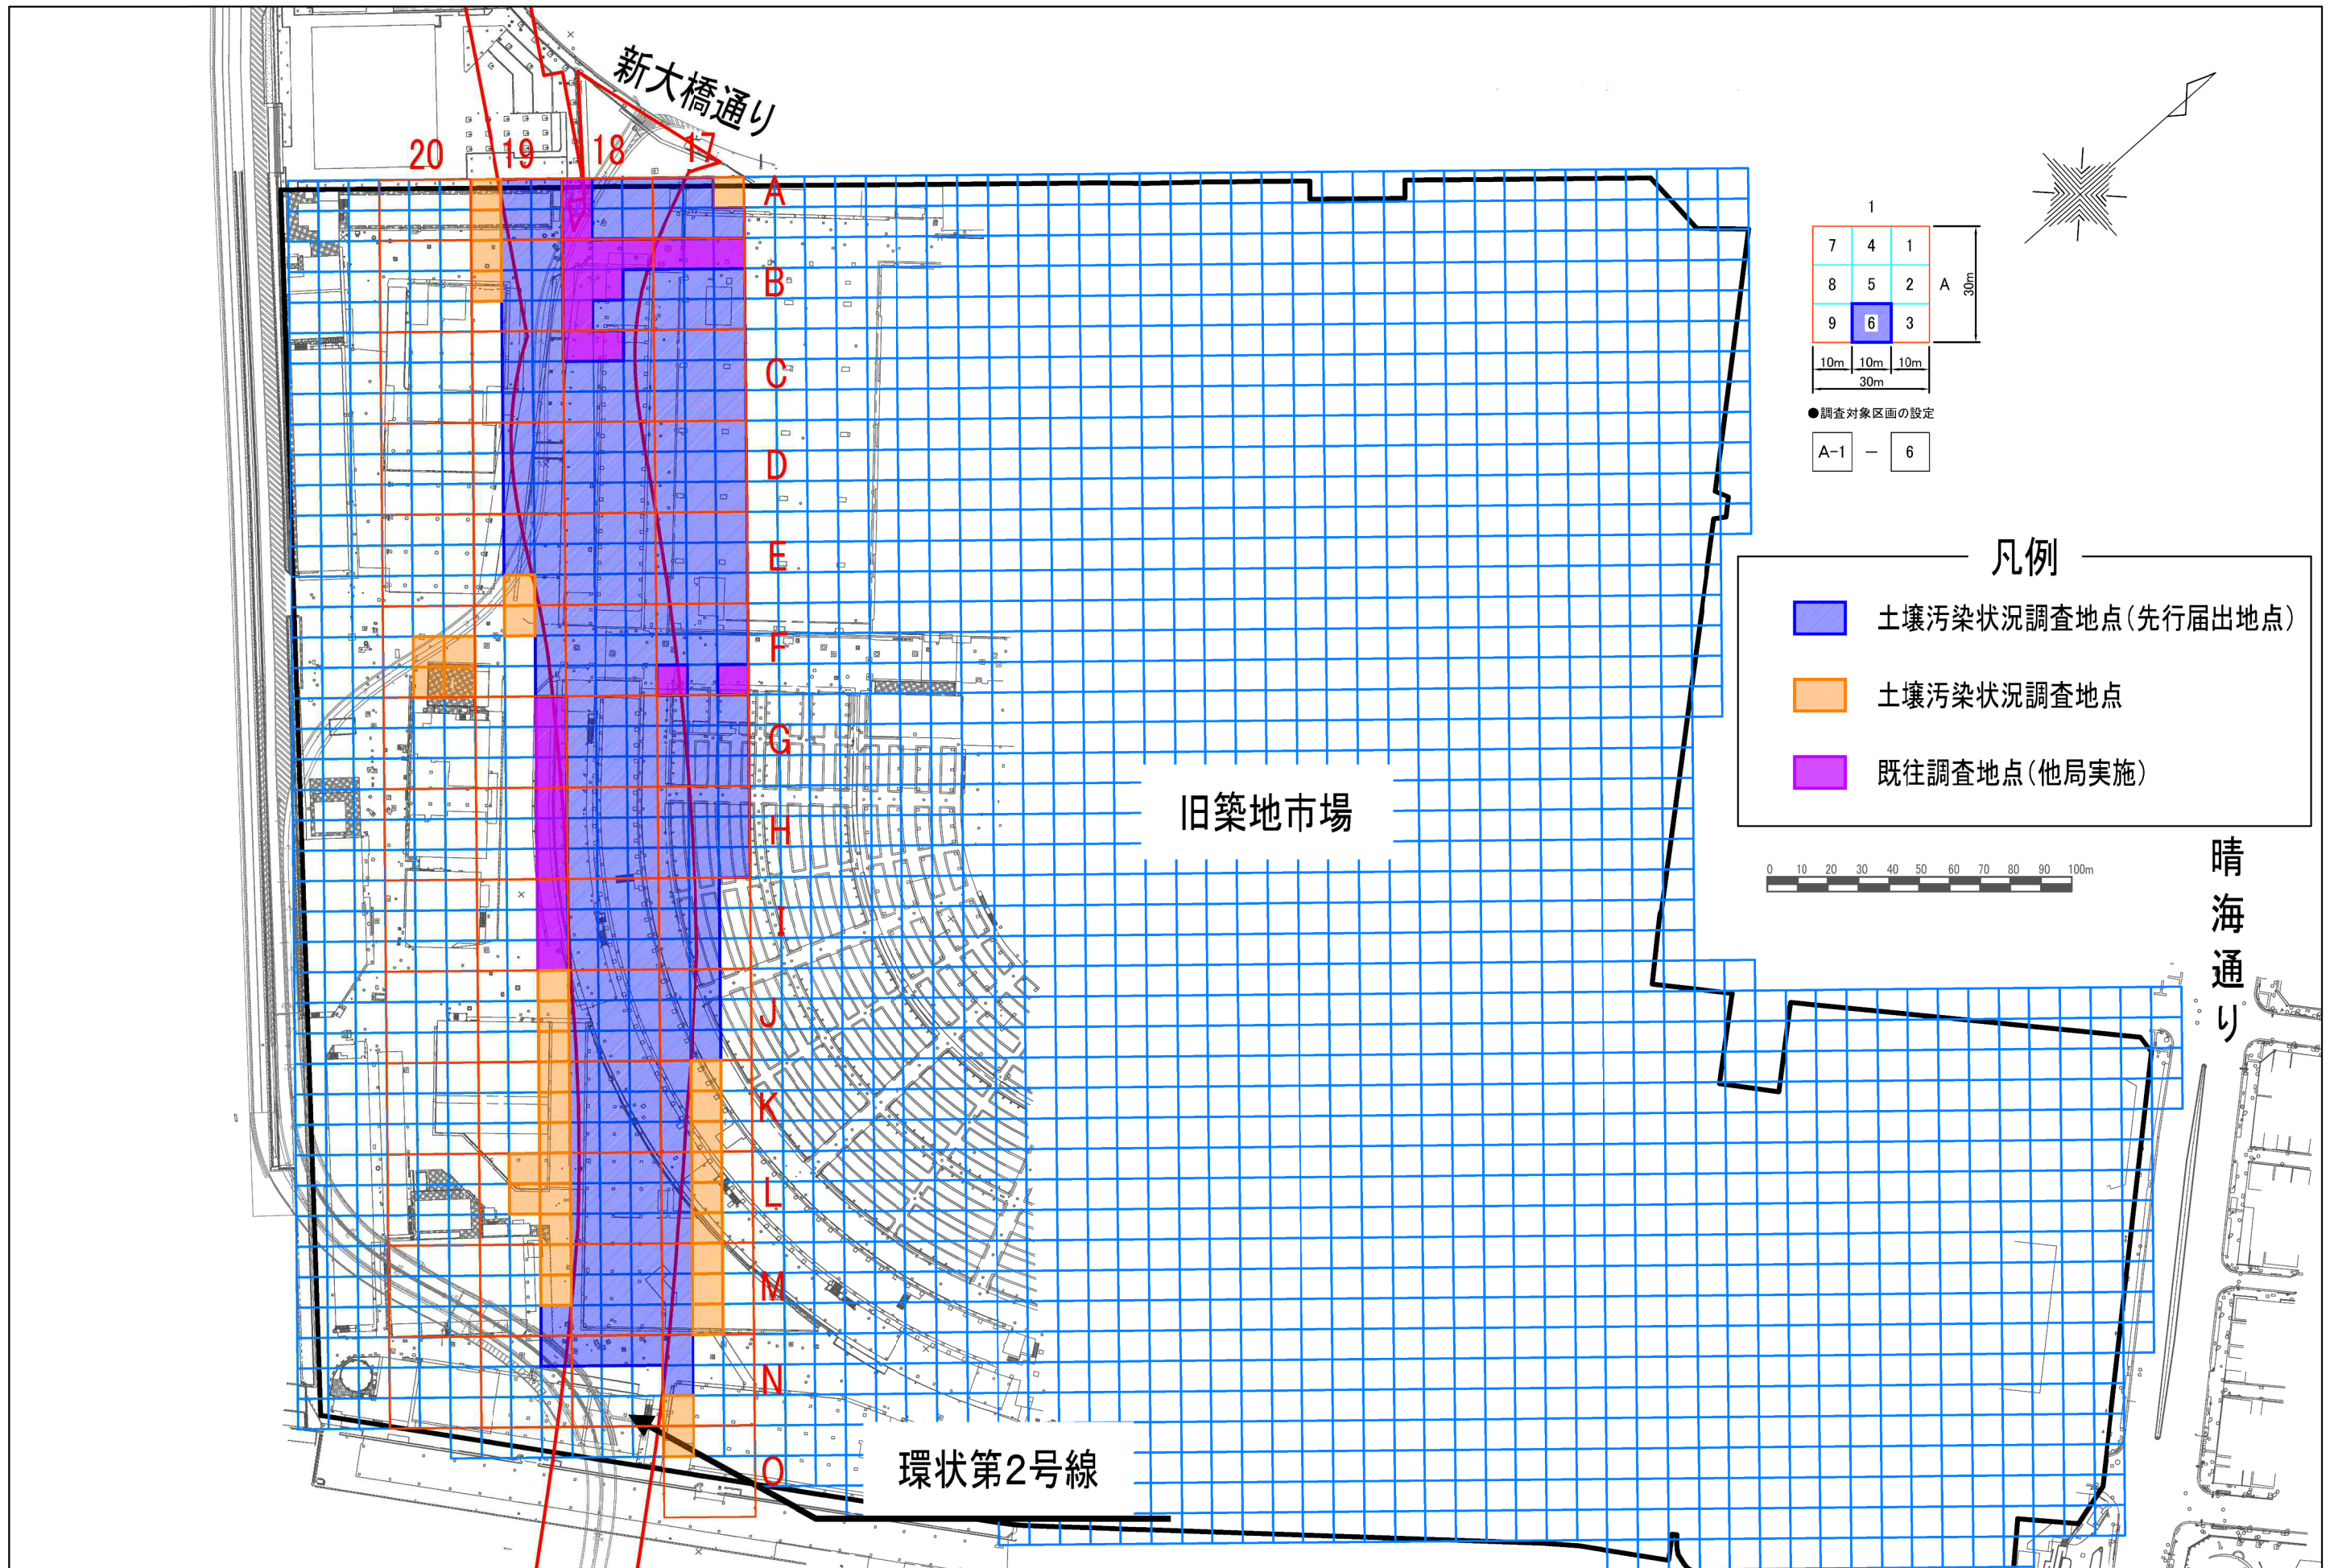 新大橋通り
20
19
18
17
A
B
C
D
E
F
G
H
I
J
K
L
M
N
O
旧築地市場
環状第2号線
1
7 4 1
8 5 2 A 30m
9 6 3
10m 10m 10m
30m
●調査対象区画の設定
A-1 － 6
凡例
土壌汚染状況調査地点(先行届出地点)
土壌汚染状況調査地点
既往調査地点(他局実施)
0 10 20 30 40 50 60 70 80 90 100m
晴海通り